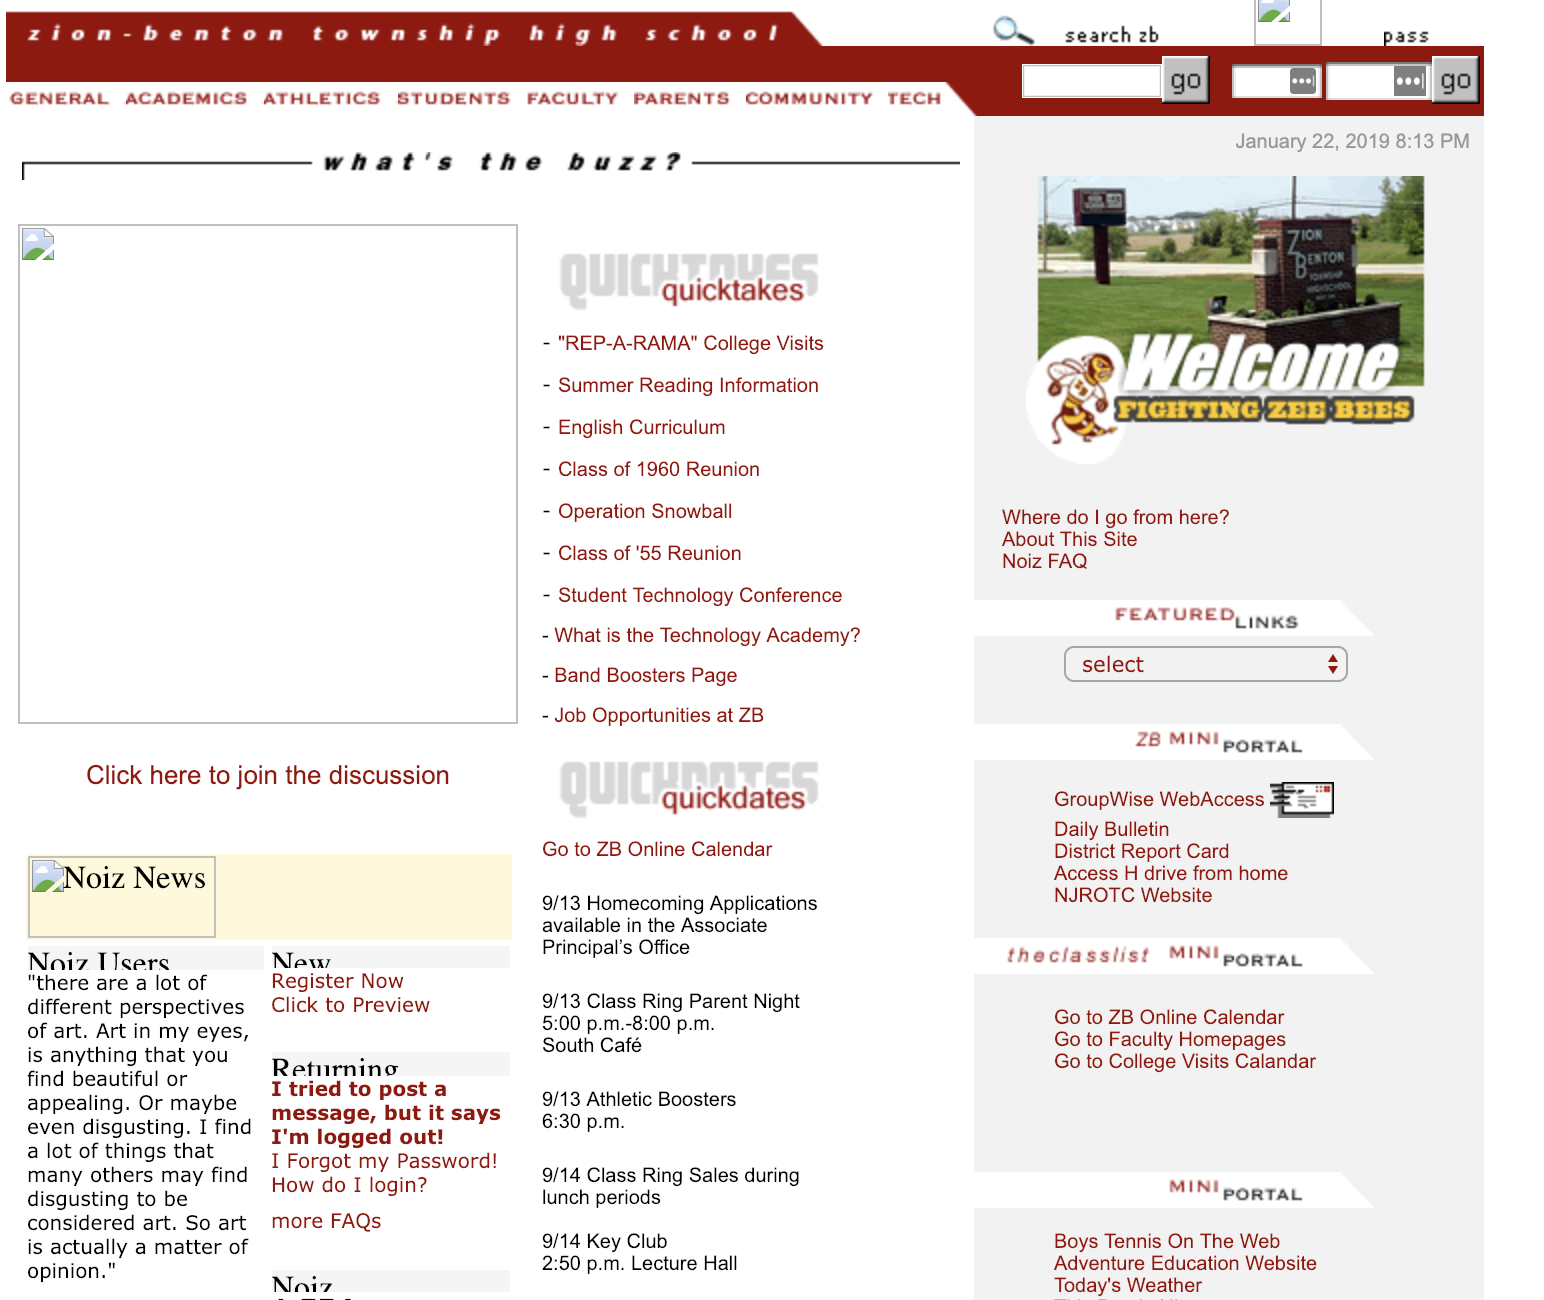 zion-benton township high school
search zb
pass
go
go
GENERAL ACADEMICS ATHLETICS STUDENTS FACULTY PARENTS COMMUNITY TECH
January 22, 2019 8:13 PM
what's the buzz?
QUICKTAKES
quicktakes
- "REP-A-RAMA" College Visits
- Summer Reading Information
- English Curriculum
- Class of 1960 Reunion
- Operation Snowball
- Class of '55 Reunion
- Student Technology Conference
- What is the Technology Academy?
- Band Boosters Page
- Job Opportunities at ZB
Click here to join the discussion
Noiz News
Noiz Users
"there are a lot of
different perspectives
of art. Art in my eyes,
is anything that you
find beautiful or
appealing. Or maybe
even disgusting. I find
a lot of things that
many others may find
disgusting to be
considered art. So art
is actually a matter of
opinion."
New
Register Now
Click to Preview
Returning
I tried to post a
message, but it says
I'm logged out!
I Forgot my Password!
How do I login?
more FAQs
Noiz
QUICKDATES
quickdates
Go to ZB Online Calendar
9/13 Homecoming Applications
available in the Associate
Principal's Office
9/13 Class Ring Parent Night
5:00 p.m.-8:00 p.m.
South Café
9/13 Athletic Boosters
6:30 p.m.
9/14 Class Ring Sales during
lunch periods
9/14 Key Club
2:50 p.m. Lecture Hall
ZION
BENTON
TOWNSHIP
HIGH SCHOOL
Welcome
FIGHTING ZEE BEES
Where do I go from here?
About This Site
Noiz FAQ
FEATURED LINKS
select
ZB MINI PORTAL
GroupWise WebAccess
Daily Bulletin
District Report Card
Access H drive from home
NJROTC Website
theclasslist MINI PORTAL
Go to ZB Online Calendar
Go to Faculty Homepages
Go to College Visits Calandar
MINI PORTAL
Boys Tennis On The Web
Adventure Education Website
Today's Weather